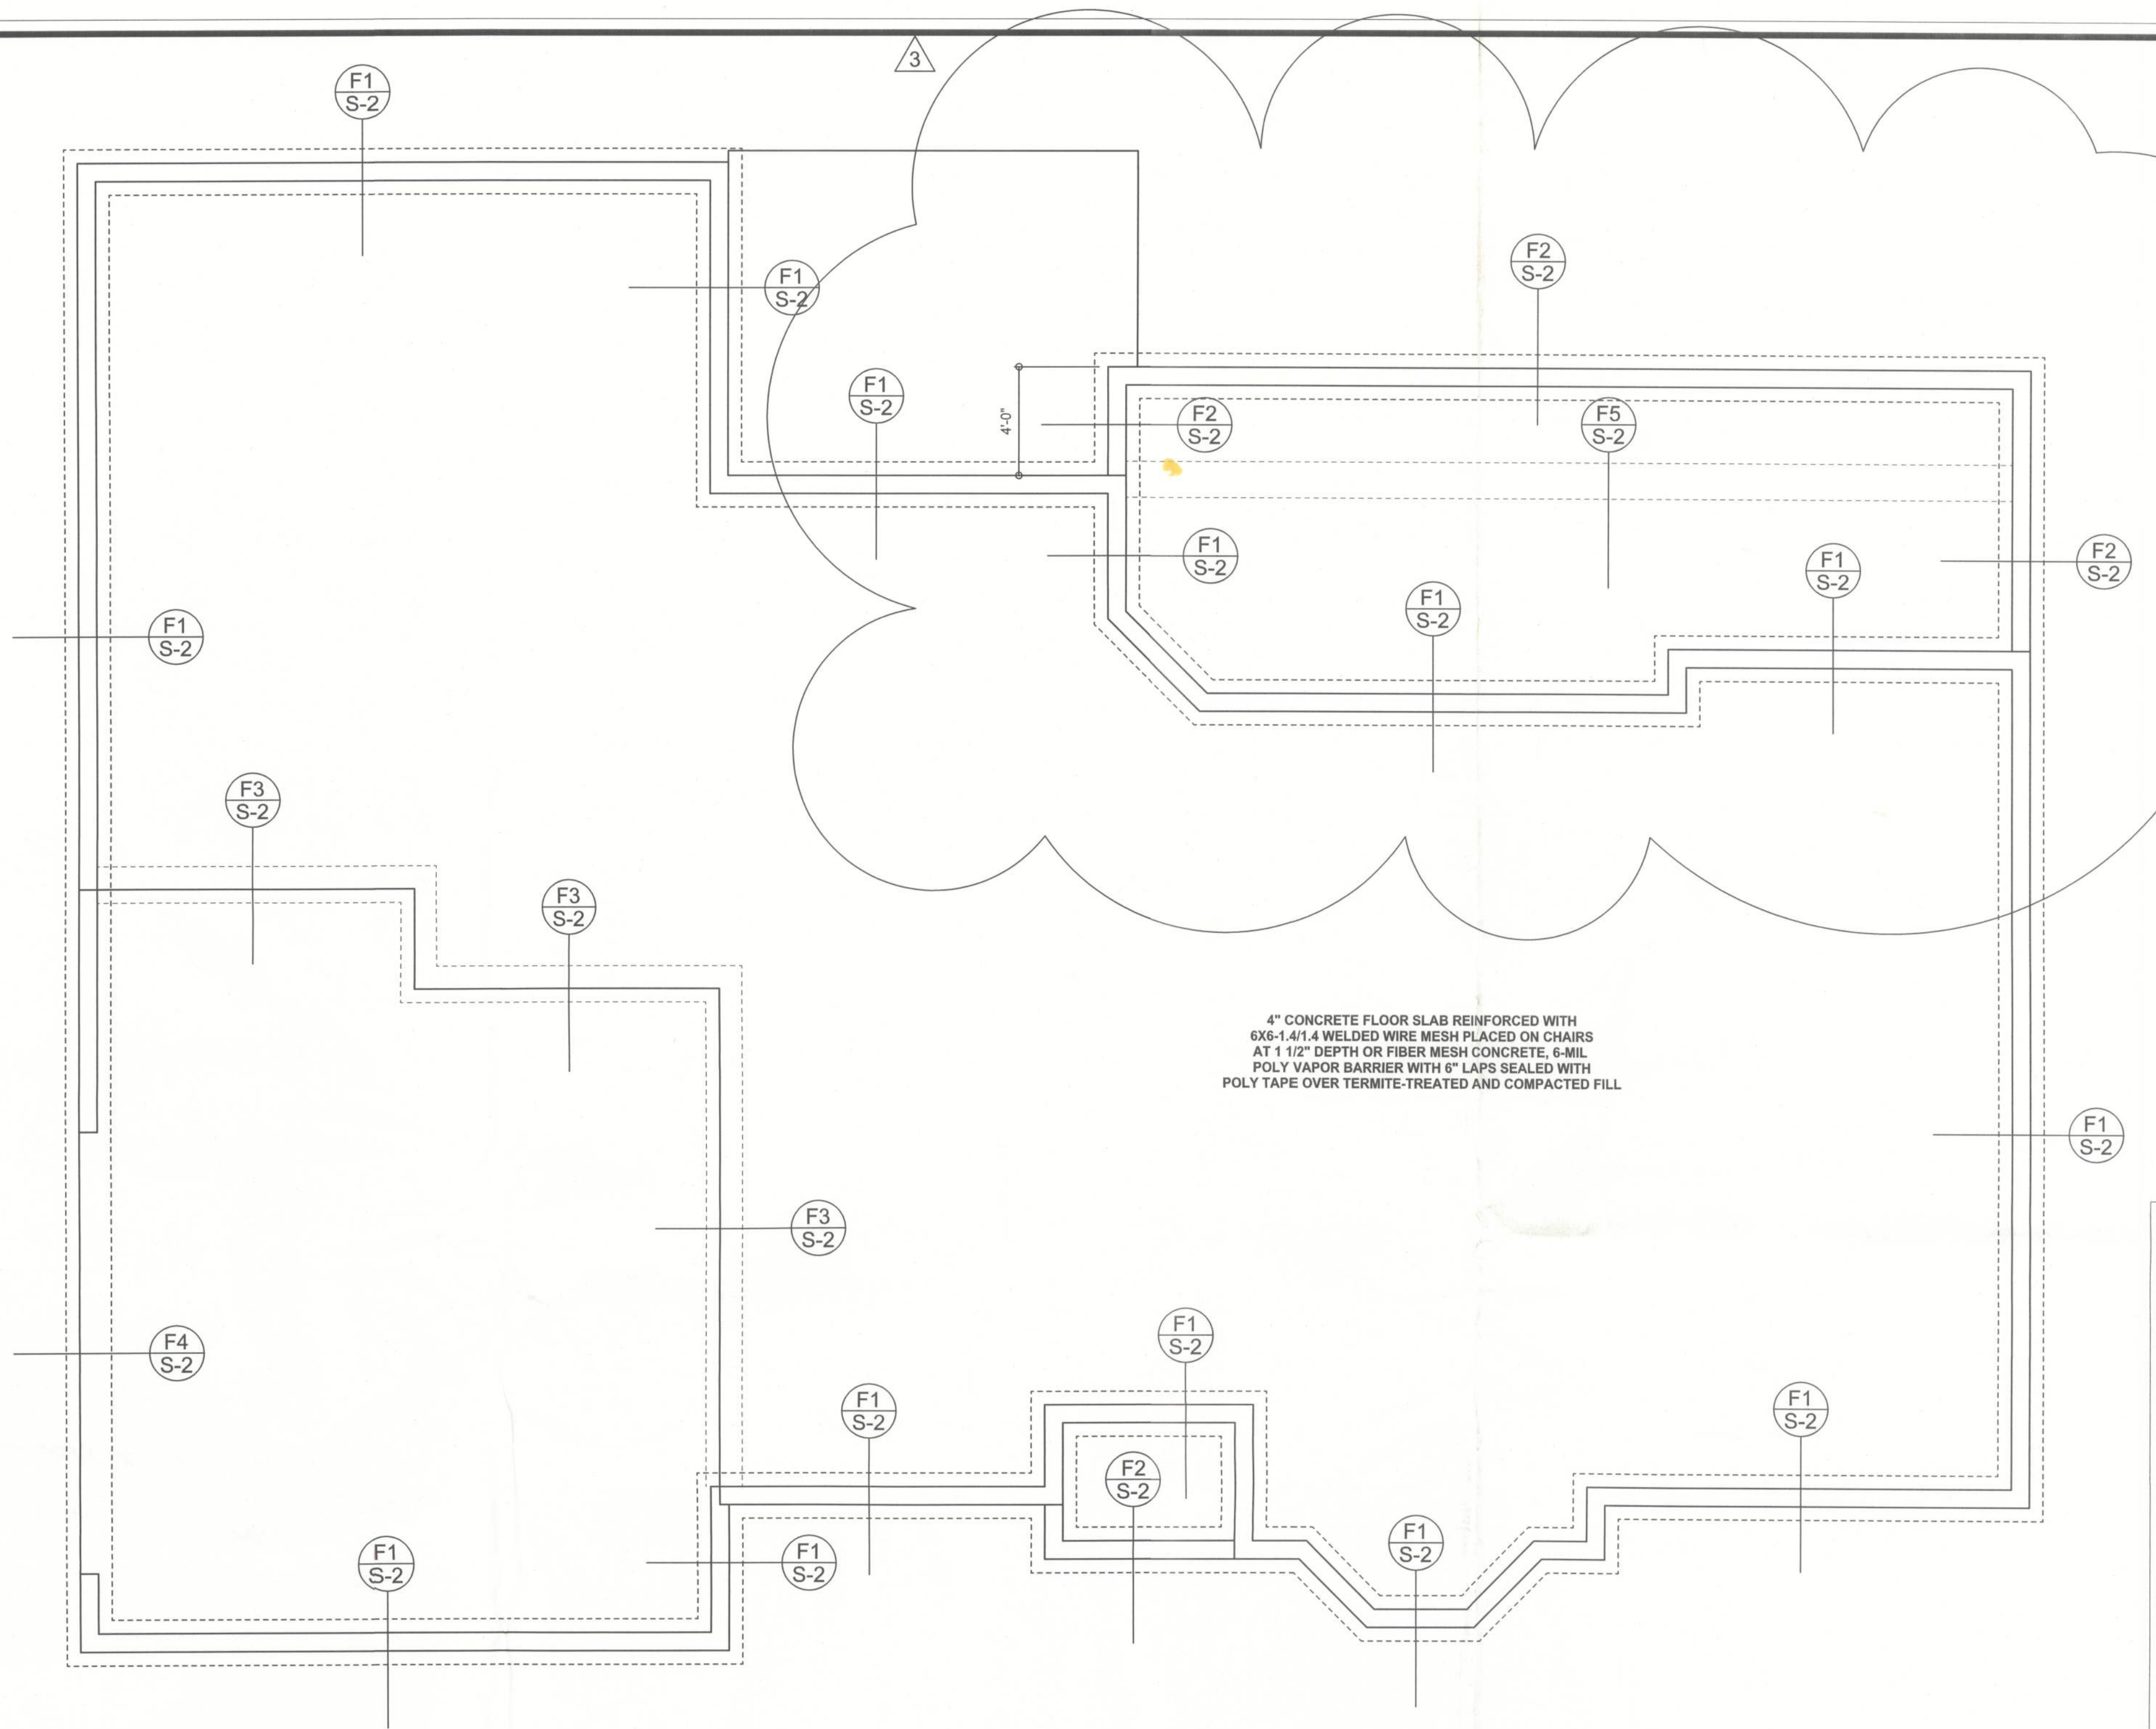 3
F1
S-2
F2
S-2
F1
S-2
F1
S-2
4'-0"
F2
S-2
F5
S-2
F1
S-2
F2
S-2
F1
S-2
F1
S-2
F1
S-2
F3
S-2
F3
S-2
4" CONCRETE FLOOR SLAB REINFORCED WITH
6X6-1.4/1.4 WELDED WIRE MESH PLACED ON CHAIRS
AT 1 1/2" DEPTH OR FIBER MESH CONCRETE, 6-MIL
POLY VAPOR BARRIER WITH 6" LAPS SEALED WITH
POLY TAPE OVER TERMITE-TREATED AND COMPACTED FILL
F1
S-2
F3
S-2
F4
S-2
F1
S-2
F1
S-2
F1
S-2
F2
S-2
F1
S-2
F1
S-2
F1
S-2